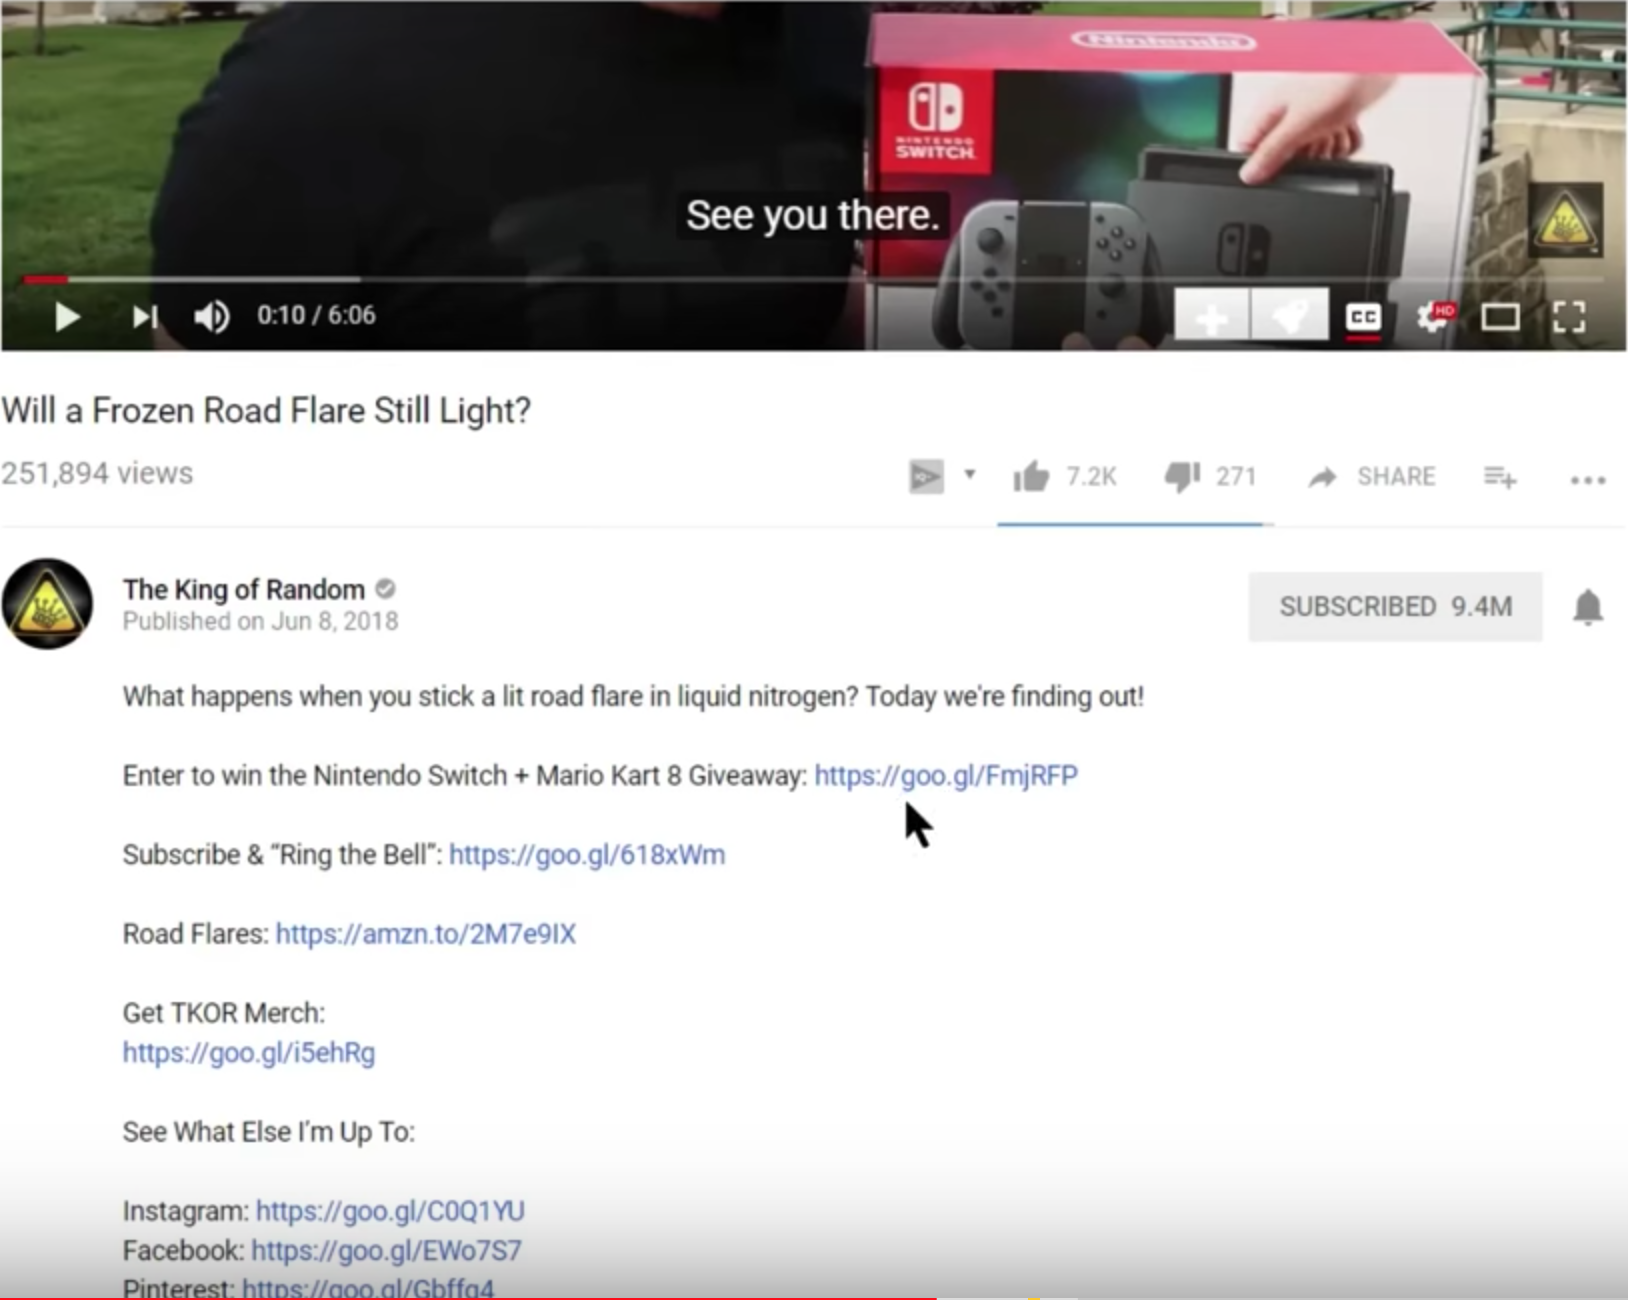 Nintendo
NINTENDO
SWITCH
See you there.
0:10 / 6:06
CC
HD
Will a Frozen Road Flare Still Light?
251,894 views
7.2K
271
SHARE
The King of Random
Published on Jun 8, 2018
SUBSCRIBED 9.4M
What happens when you stick a lit road flare in liquid nitrogen? Today we're finding out!
Enter to win the Nintendo Switch + Mario Kart 8 Giveaway: https://goo.gl/FmjRFP
Subscribe & “Ring the Bell”: https://goo.gl/618xWm
Road Flares: https://amzn.to/2M7e9IX
Get TKOR Merch:
https://goo.gl/i5ehRg
See What Else I’m Up To:
Instagram: https://goo.gl/C0Q1YU
Facebook: https://goo.gl/EWo7S7
Pinterest: https://goo.gl/Gbffq4